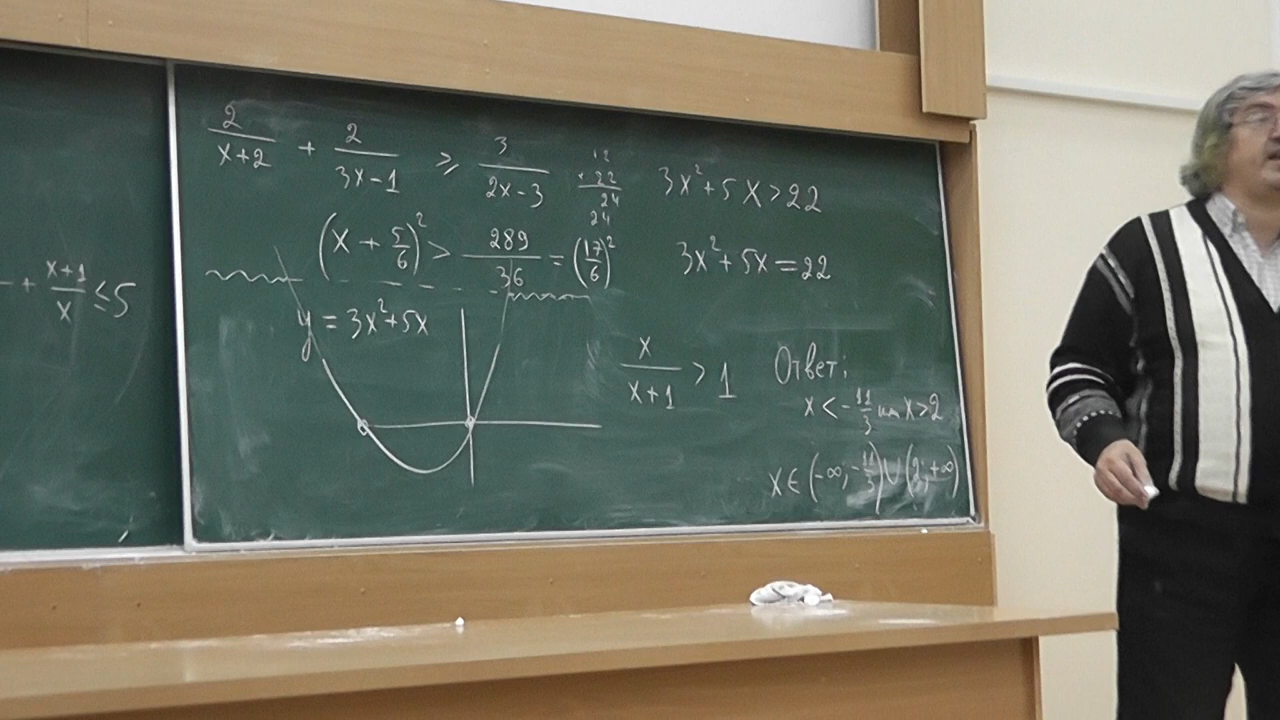 + (x+1)/x ≤ 5
2/(x+2) + 2/(3x-1) ≥ 3/(2x-3)
12
× 22
24
24
3x² + 5x > 22
(x + 5/6)² > 289/36 = (17/6)²
3x² + 5x = 22
y = 3x² + 5x
x/(x+1) > 1
Ответ:
x < -11/3 или x > 2
x ∈ (-∞; -11/3) ∪ (2; +∞)